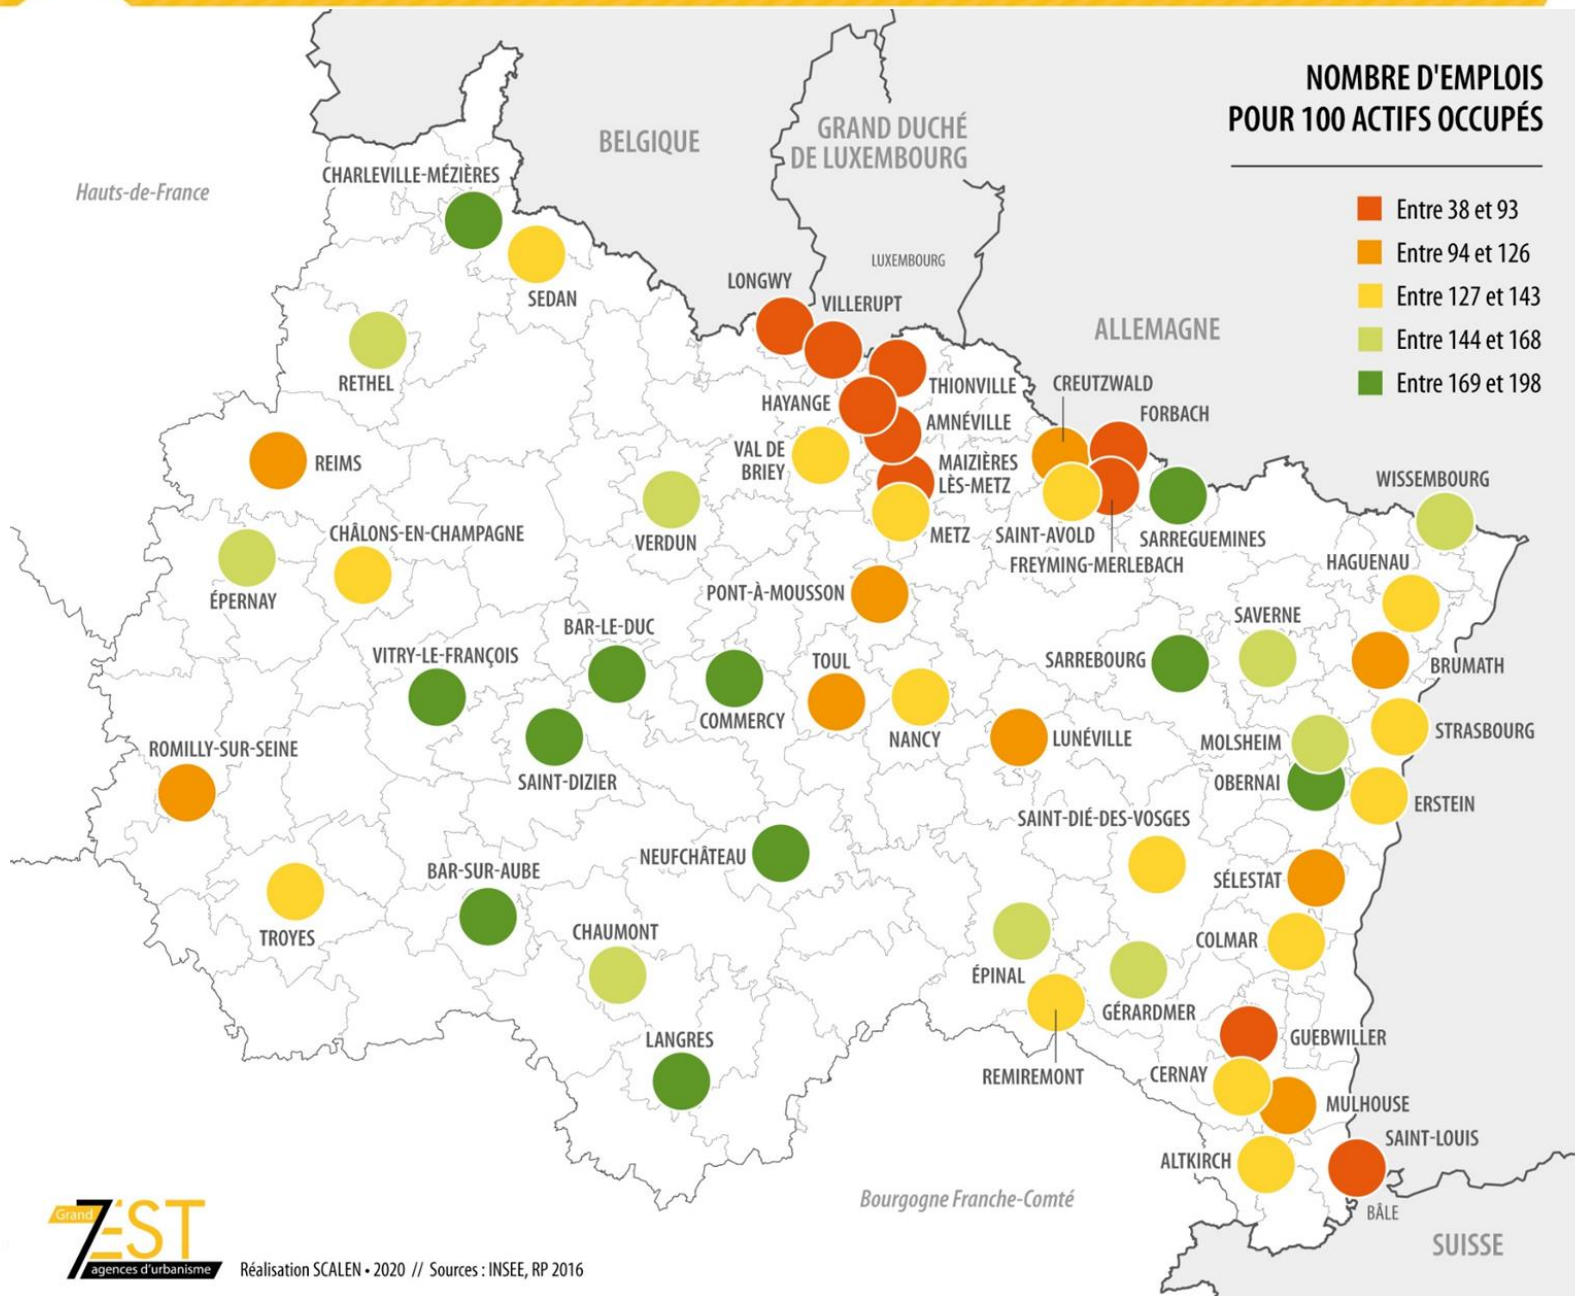 NOMBRE D'EMPLOIS
POUR 100 ACTIFS OCCUPÉS
Entre 38 et 93
Entre 94 et 126
Entre 127 et 143
Entre 144 et 168
Entre 169 et 198
Hauts-de-France
BELGIQUE
GRAND DUCHÉ
DE LUXEMBOURG
LUXEMBOURG
ALLEMAGNE
CHARLEVILLE-MÉZIÈRES
SEDAN
RETHEL
LONGWY
VILLERUPT
THIONVILLE
HAYANGE
AMNÉVILLE
VAL DE
BRIEY
MAIZIÈRES
LÈS-METZ
METZ
CREUTZWALD
FORBACH
SAINT-AVOLD
FREYMING-MERLEBACH
SARREGUEMINES
WISSEMBOURG
HAGUENAU
REIMS
CHÂLONS-EN-CHAMPAGNE
ÉPERNAY
VERDUN
PONT-À-MOUSSON
BAR-LE-DUC
VITRY-LE-FRANÇOIS
COMMERCY
TOUL
NANCY
LUNÉVILLE
SARREBOURG
SAVERNE
BRUMATH
STRASBOURG
MOLSHEIM
OBERNAI
ERSTEIN
ROMILLY-SUR-SEINE
SAINT-DIZIER
SAINT-DIÉ-DES-VOSGES
NEUFCHÂTEAU
SÉLESTAT
COLMAR
TROYES
BAR-SUR-AUBE
CHAUMONT
ÉPINAL
GÉRARDMER
REMIREMONT
LANGRES
GUEBWILLER
CERNAY
MULHOUSE
ALTKIRCH
SAINT-LOUIS
BÂLE
SUISSE
Bourgogne Franche-Comté
Grand
7EST
agences d'urbanisme
Réalisation SCALEN • 2020 // Sources : INSEE, RP 2016